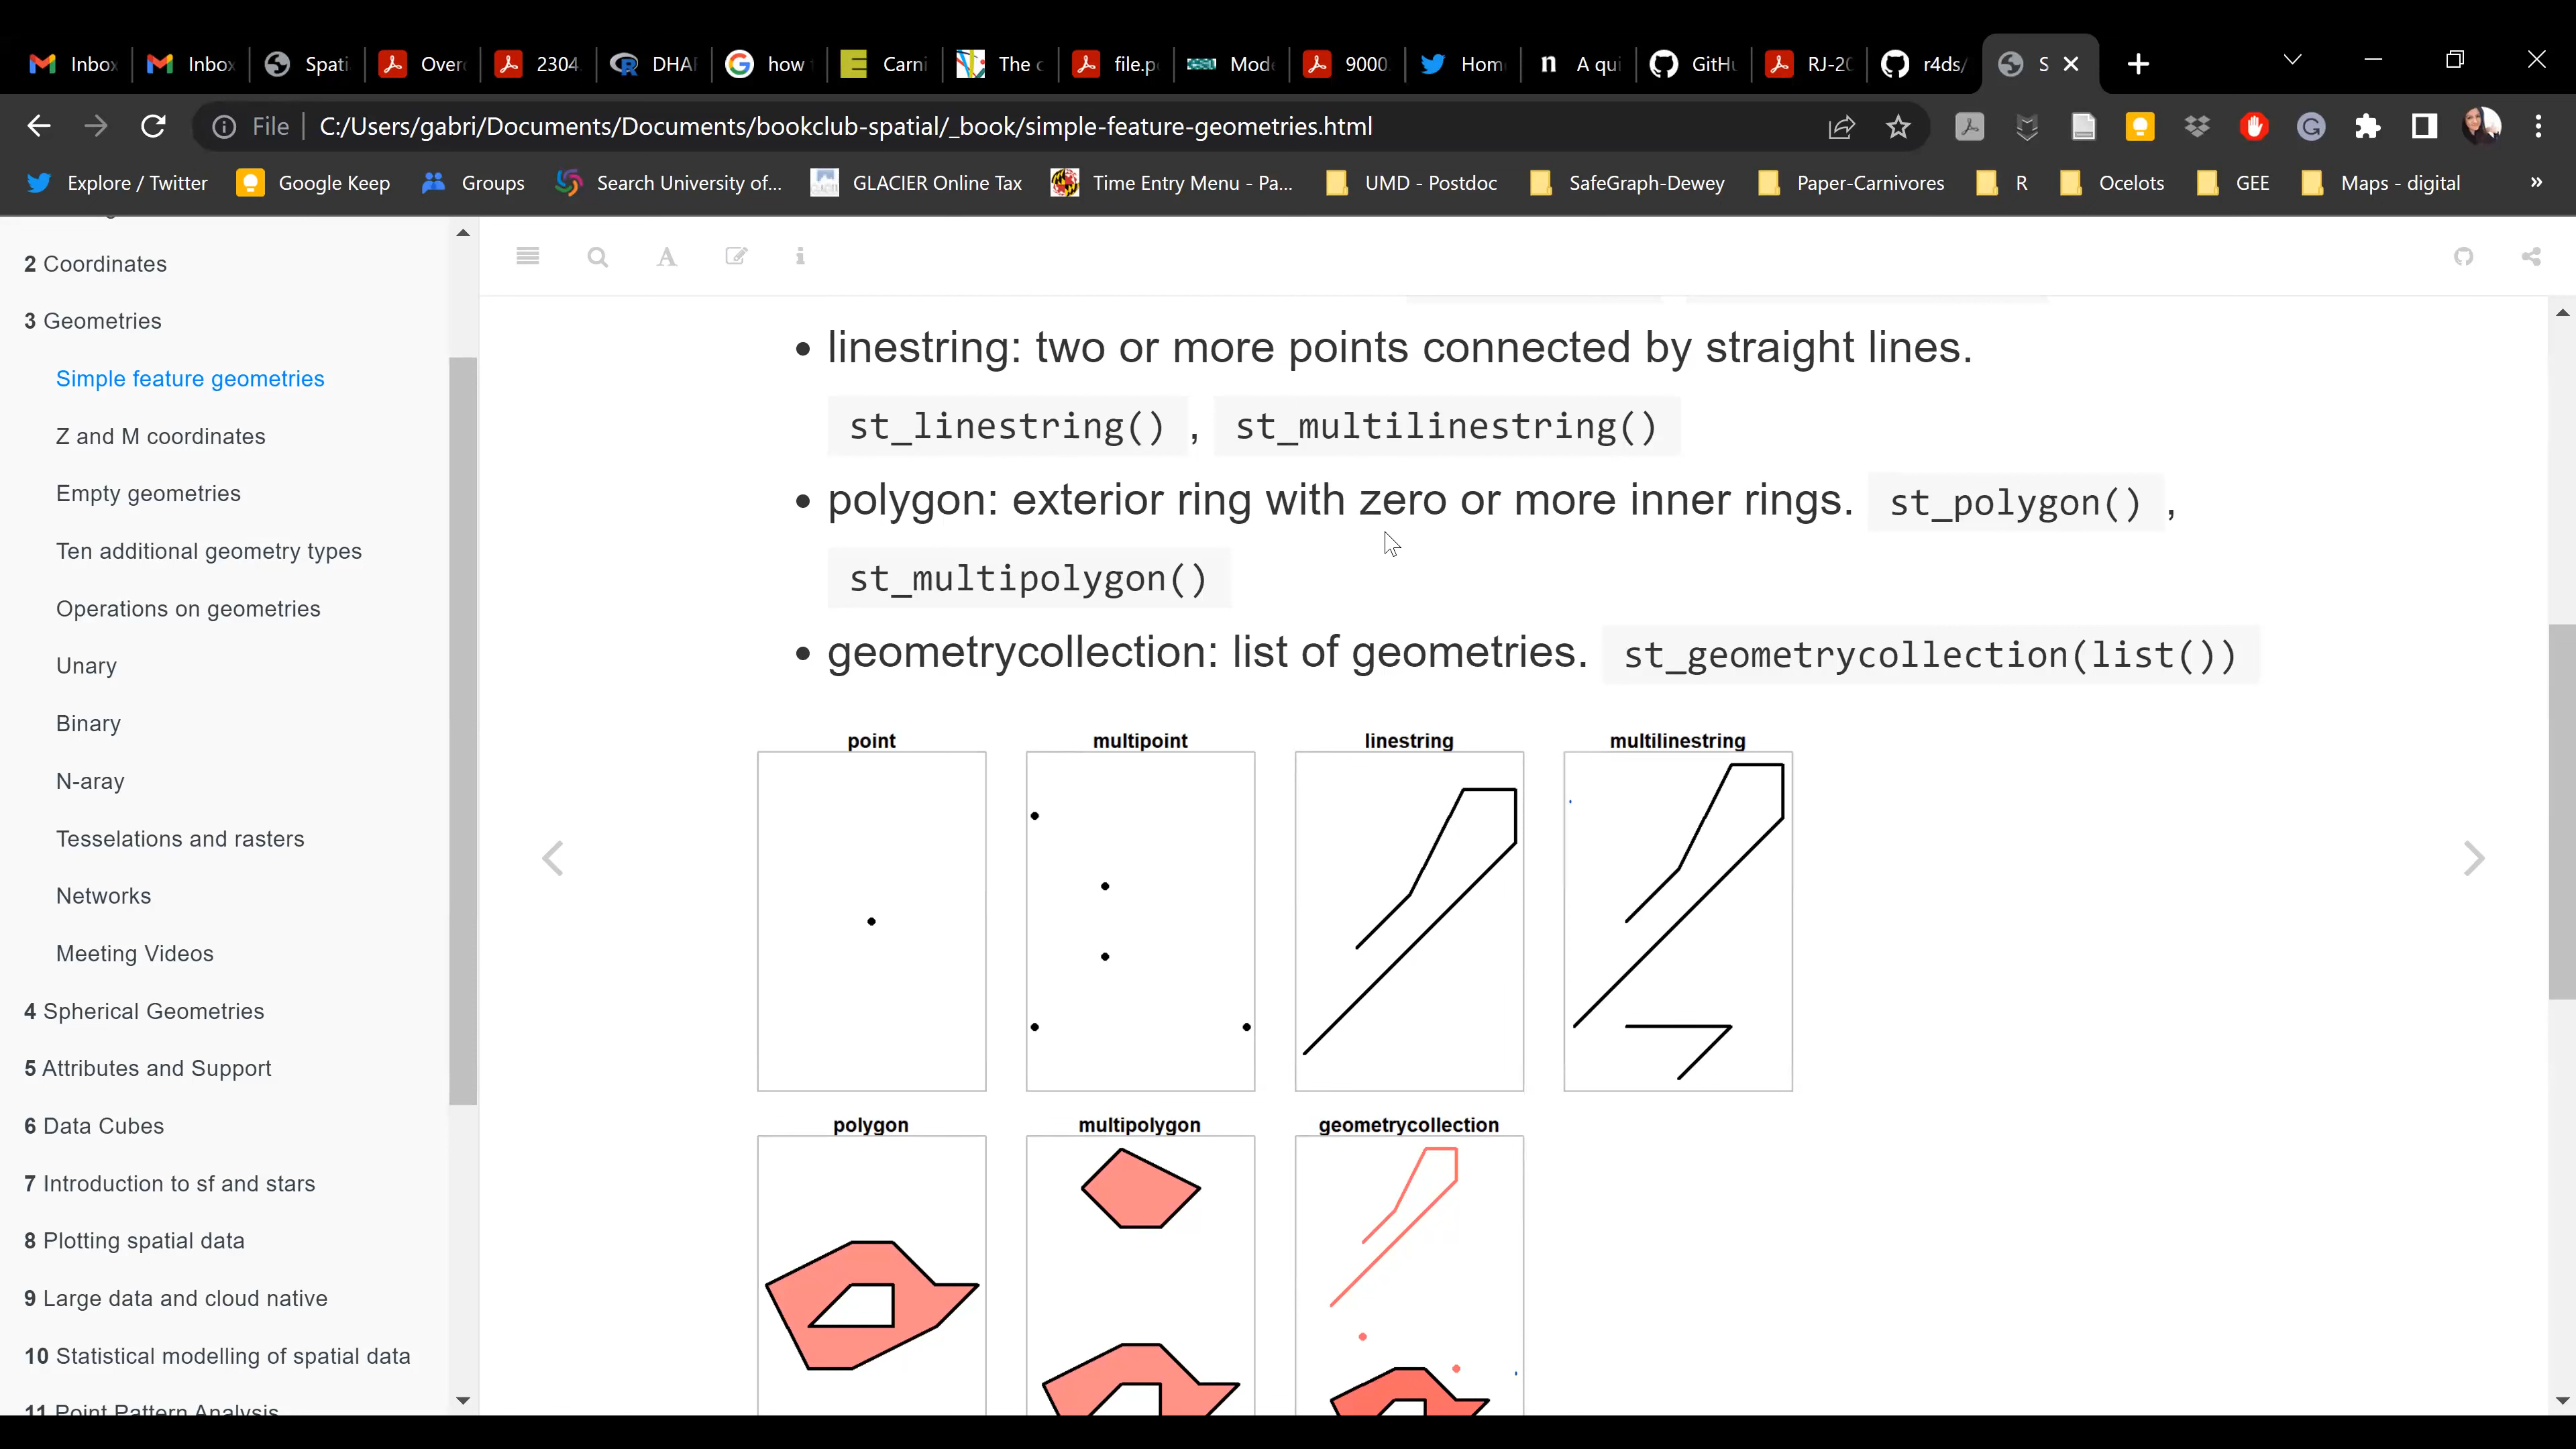 Inbox Inbox Spati Over 2304. DHAI how Carni The c file.p Mode 9000. Hom A qui GitHu RJ-20 r4ds/ S
File C:/Users/gabri/Documents/Documents/bookclub-spatial/_book/simple-feature-geometries.html
Explore / Twitter Google Keep Groups Search University of... GLACIER Online Tax Time Entry Menu - Pa... UMD - Postdoc SafeGraph-Dewey Paper-Carnivores R Ocelots GEE Maps - digital »
2 Coordinates
3 Geometries
Simple feature geometries
Z and M coordinates
Empty geometries
Ten additional geometry types
Operations on geometries
Unary
Binary
N-aray
Tesselations and rasters
Networks
Meeting Videos
4 Spherical Geometries
5 Attributes and Support
6 Data Cubes
7 Introduction to sf and stars
8 Plotting spatial data
9 Large data and cloud native
10 Statistical modelling of spatial data
11 Point Pattern Analysis
• linestring: two or more points connected by straight lines.
st_linestring() , st_multilinestring()
• polygon: exterior ring with zero or more inner rings. st_polygon() ,
st_multipolygon()
• geometrycollection: list of geometries. st_geometrycollection(list())
point multipoint linestring multilinestring
polygon multipolygon geometrycollection